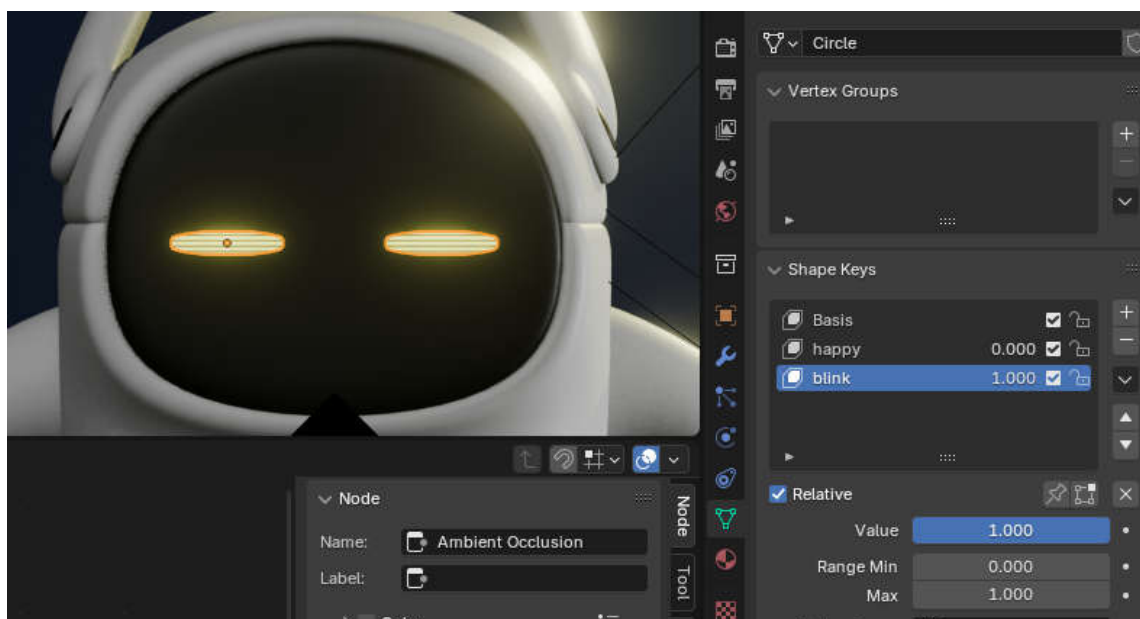 Circle
Vertex Groups
Shape Keys
Basis
happy 0.000
blink 1.000
Relative
Value 1.000
Range Min 0.000
Max 1.000
Node
Name: Ambient Occlusion
Label:
Node
Tool